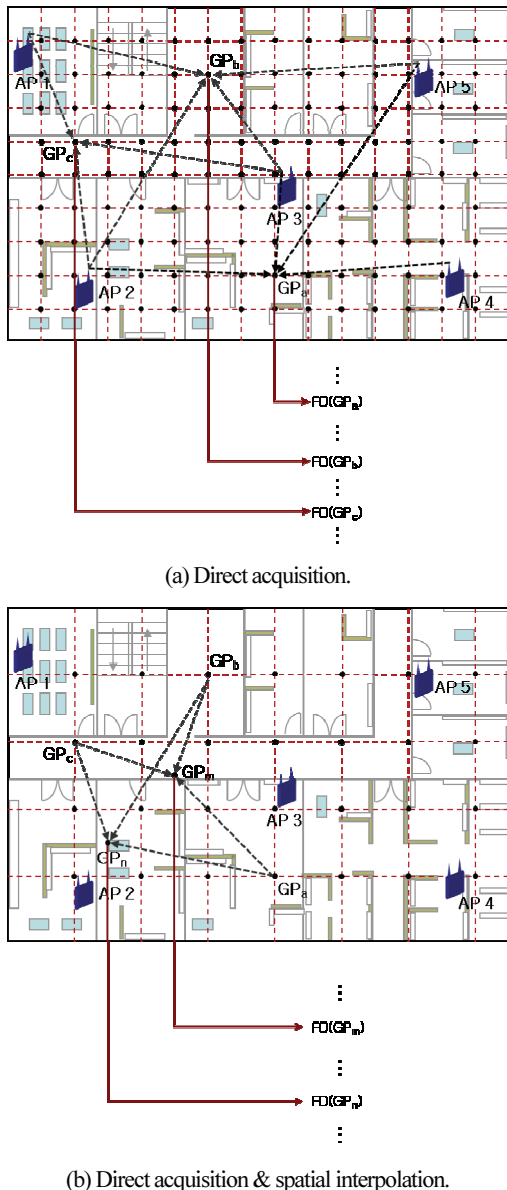 GPb
AP 1
AP 5
GPc
AP 3
GPa
AP 2
AP 4
⋮
FD(GPa)
⋮
FD(GPb)
⋮
FD(GPc)
⋮
(a) Direct acquisition.
GPb
AP 1
AP 5
GPc
GPm
AP 3
GPn
GPa
AP 2
AP 4
⋮
FD(GPm)
⋮
FD(GPn)
⋮
(b) Direct acquisition & spatial interpolation.